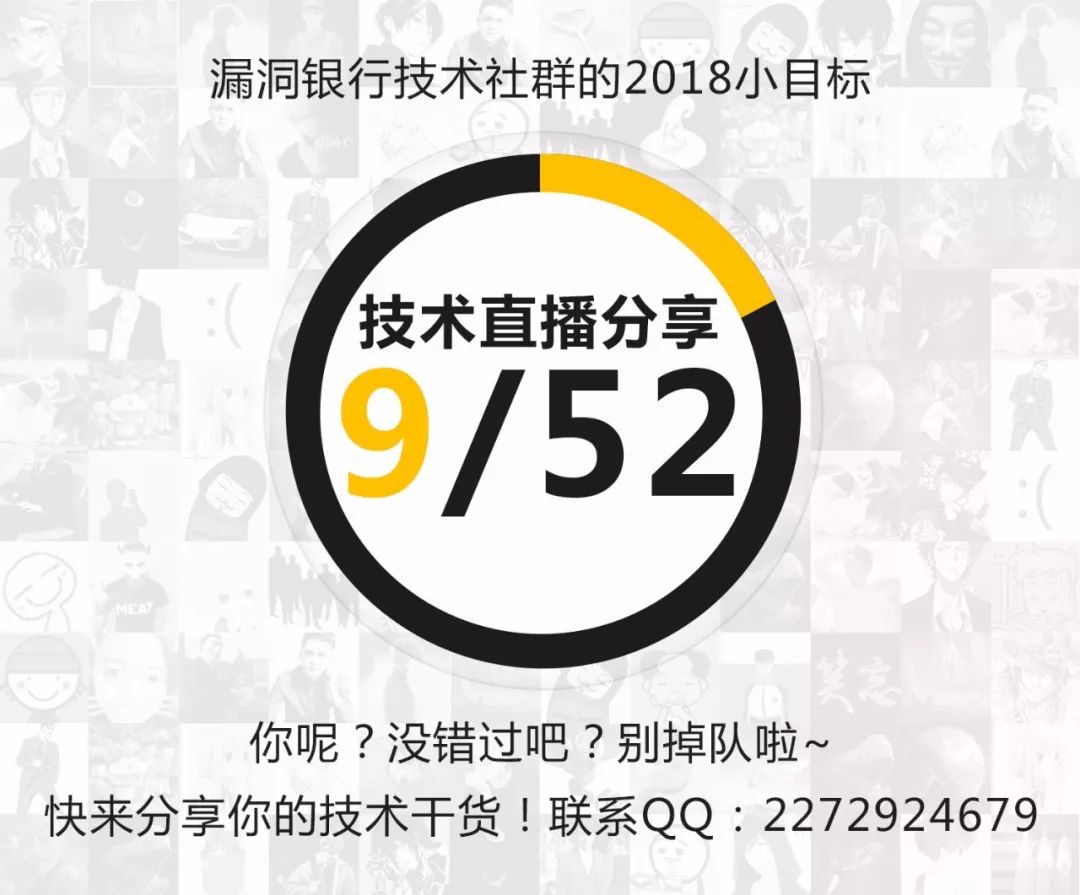 漏洞银行技术社群的2018小目标
技术直播分享
9/52
MEAT
你呢？没错过吧？别掉队啦~
快来分享你的技术干货！联系QQ：2272924679